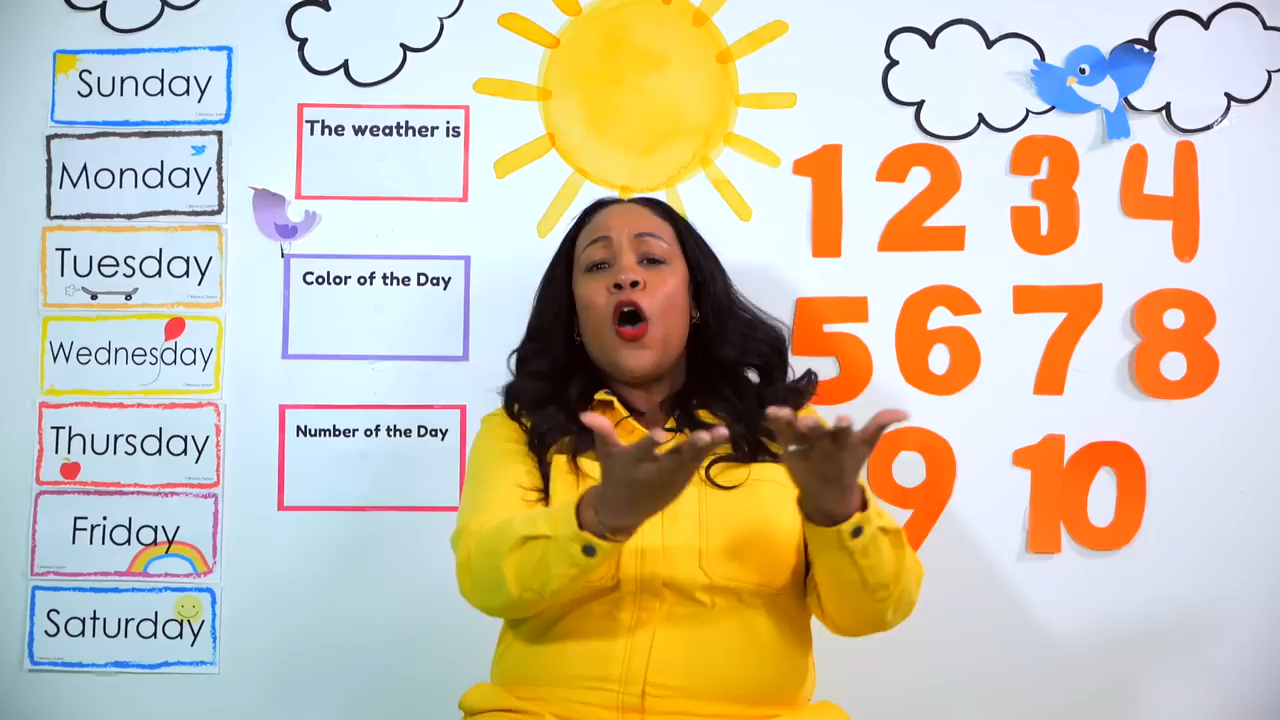 Sunday
Monday
Tuesday
Wednesday
Thursday
Friday
Saturday
The weather is
Color of the Day
Number of the Day
1 2 3 4
5 6 7 8
9 10